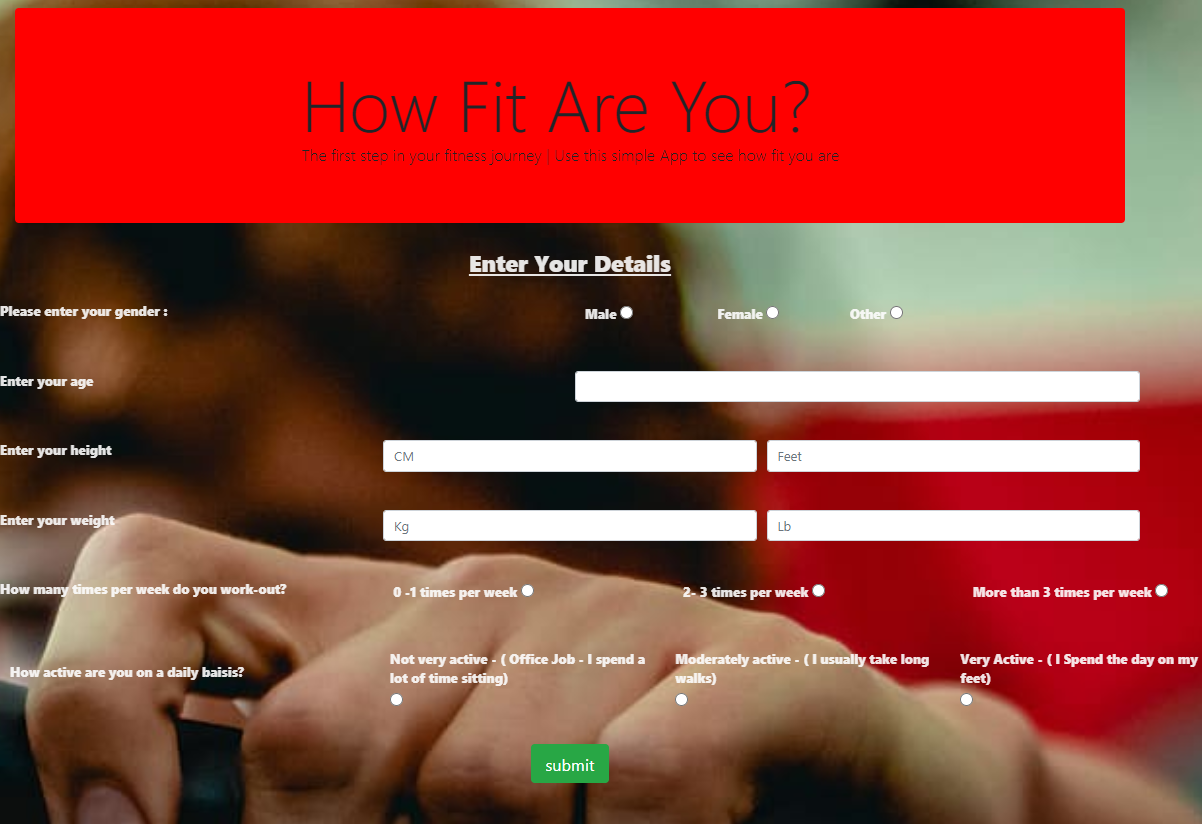 How Fit Are You?
The first step in your fitness journey | Use this simple App to see how fit you are
Enter Your Details
Please enter your gender : Male Female Other
Enter your age
Enter your height CM Feet
Enter your weight Kg Lb
How many times per week do you work-out? 0 -1 times per week 2- 3 times per week More than 3 times per week
How active are you on a daily baisis? Not very active - ( Office Job - I spend a lot of time sitting) Moderately active - ( I usually take long walks) Very Active - ( I Spend the day on my feet)
submit